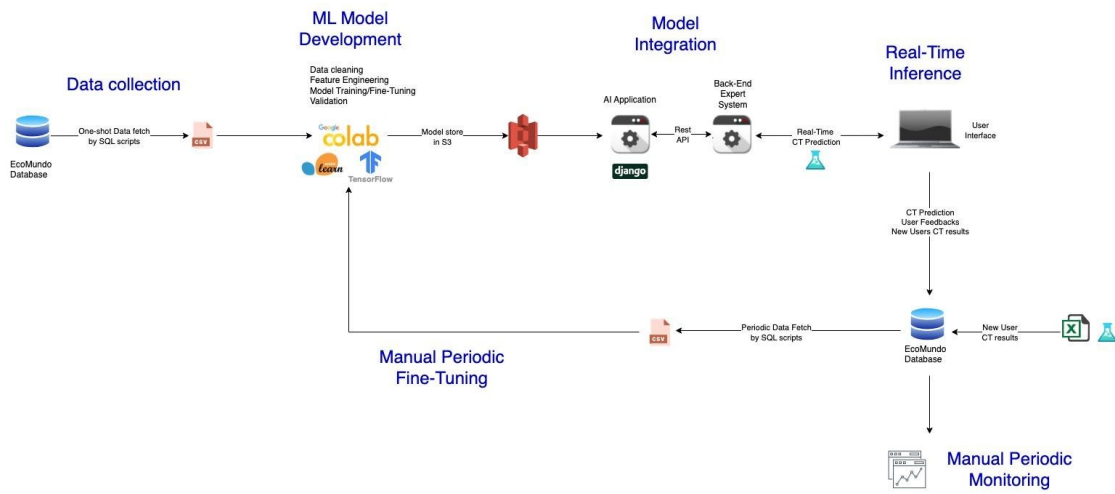 ML Model
Development
Model
Integration
Real-Time
Inference
Data collection
Data cleaning
Feature Engineering
Model Training/Fine-Tuning
Validation
AI Application
Back-End
Expert
System
One-shot Data fetch
by SQL scripts
csv
Google
colab
Model store
in S3
Rest
API
Real-Time
CT Prediction
User
Interface
EcoMundo
Database
learn
TensorFlow
django
CT Prediction
User Feedbacks
New Users CT results
Periodic Data Fetch
by SQL scripts
csv
New User
CT results
X
EcoMundo
Database
Manual Periodic
Fine-Tuning
Manual Periodic
Monitoring